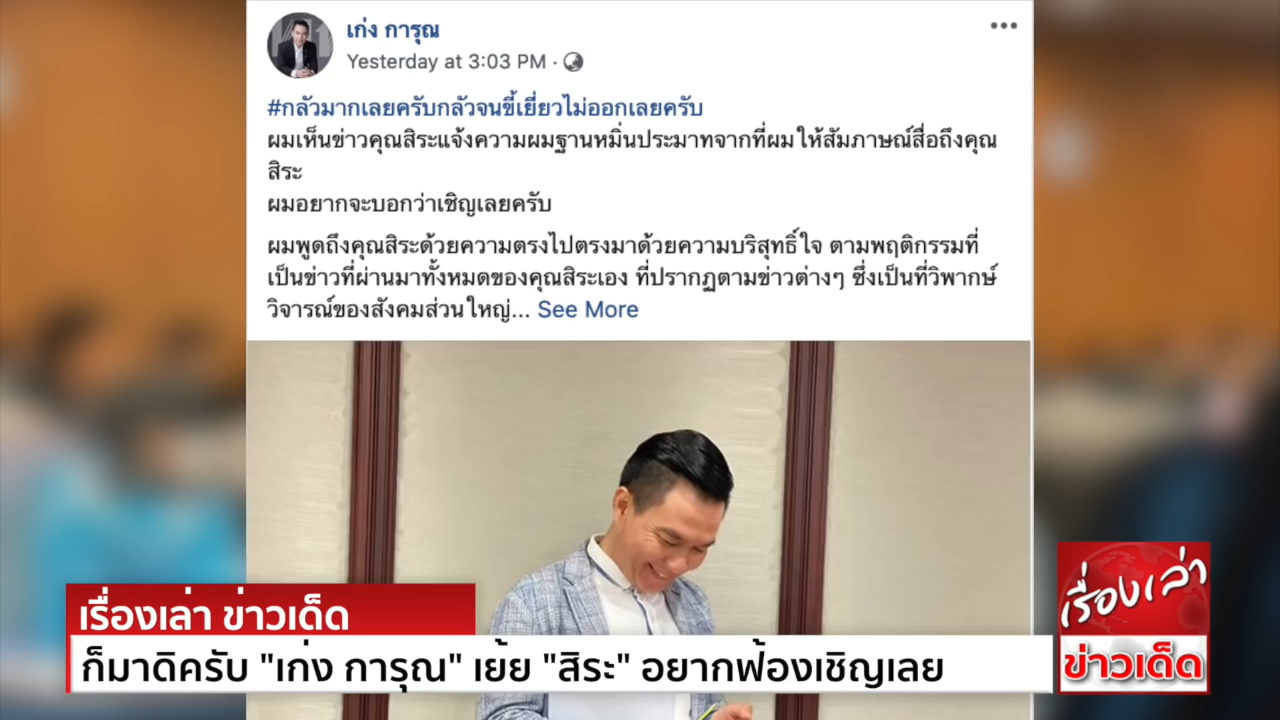 เก่ง การุณ
Yesterday at 3:03 PM ·
#กลัวมากเลยครับกลัวจนขี้เยี่ยวไม่ออกเลยครับ
ผมเห็นข่าวคุณสิระแจ้งความผมฐานหมิ่นประมาทจากที่ผมให้สัมภาษณ์สื่อถึงคุณ
สิระ
ผมอยากจะบอกว่าเชิญเลยครับ
ผมพูดถึงคุณสิระด้วยความตรงไปตรงมาด้วยความบริสุทธิ์ใจ ตามพฤติกรรมที่
เป็นข่าวที่ผ่านมาทั้งหมดของคุณสิระเอง ที่ปรากฏตามข่าวต่างๆ ซึ่งเป็นที่วิพากษ์
วิจารณ์ของสังคมส่วนใหญ่... See More
เรื่องเล่า ข่าวเด็ด
ก็มาดิครับ "เก่ง การุณ" เย้ย "สิระ" อยากฟ้องเชิญเลย
เรื่องเล่า
ข่าวเด็ด